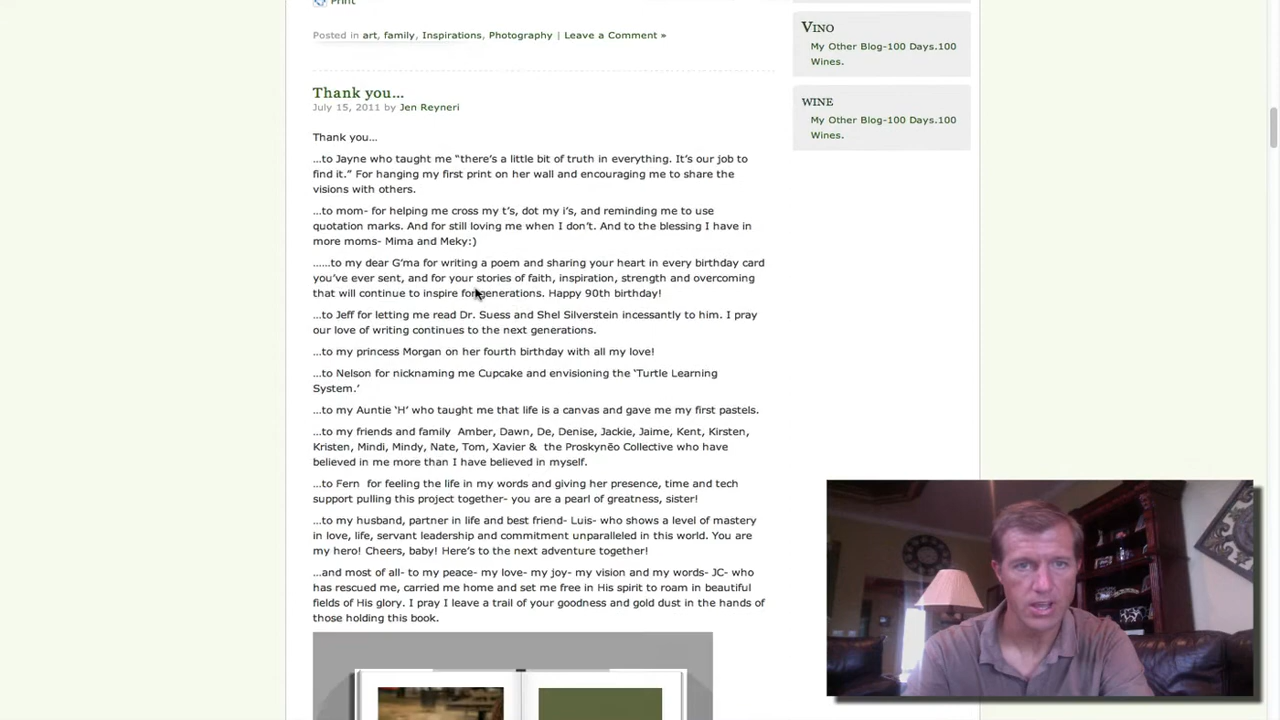 Print
Posted in art, family, Inspirations, Photography | Leave a Comment »
Thank you…
July 15, 2011 by Jen Reyneri
Thank you…
…to Jayne who taught me “there’s a little bit of truth in everything. It’s our job to
find it.” For hanging my first print on her wall and encouraging me to share the
visions with others.
…to mom- for helping me cross my t’s, dot my i’s, and reminding me to use
quotation marks. And for still loving me when I don’t. And to the blessing I have in
more moms- Mima and Meky:)
……to my dear G’ma for writing a poem and sharing your heart in every birthday card
you’ve ever sent, and for your stories of faith, inspiration, strength and overcoming
that will continue to inspire for generations. Happy 90th birthday!
…to Jeff for letting me read Dr. Suess and Shel Silverstein incessantly to him. I pray
our love of writing continues to the next generations.
…to my princess Morgan on her fourth birthday with all my love!
…to Nelson for nicknaming me Cupcake and envisioning the ‘Turtle Learning
System.’
…to my Auntie ‘H’ who taught me that life is a canvas and gave me my first pastels.
…to my friends and family  Amber, Dawn, De, Denise, Jackie, Jaime, Kent, Kirsten,
Kristen, Mindi, Mindy, Nate, Tom, Xavier &  the Proskynēo Collective who have
believed in me more than I have believed in myself.
…to Fern  for feeling the life in my words and giving her presence, time and tech
support pulling this project together- you are a pearl of greatness, sister!
…to my husband, partner in life and best friend- Luis- who shows a level of mastery
in love, life, servant leadership and commitment unparalleled in this world. You are
my hero! Cheers, baby! Here’s to the next adventure together!
…and most of all- to my peace- my love- my joy- my vision and my words- JC- who
has rescued me, carried me home and set me free in His spirit to roam in beautiful
fields of His glory. I pray I leave a trail of your goodness and gold dust in the hands of
those holding this book.
Vino
My Other Blog-100 Days.100
Wines.
wine
My Other Blog-100 Days.100
Wines.